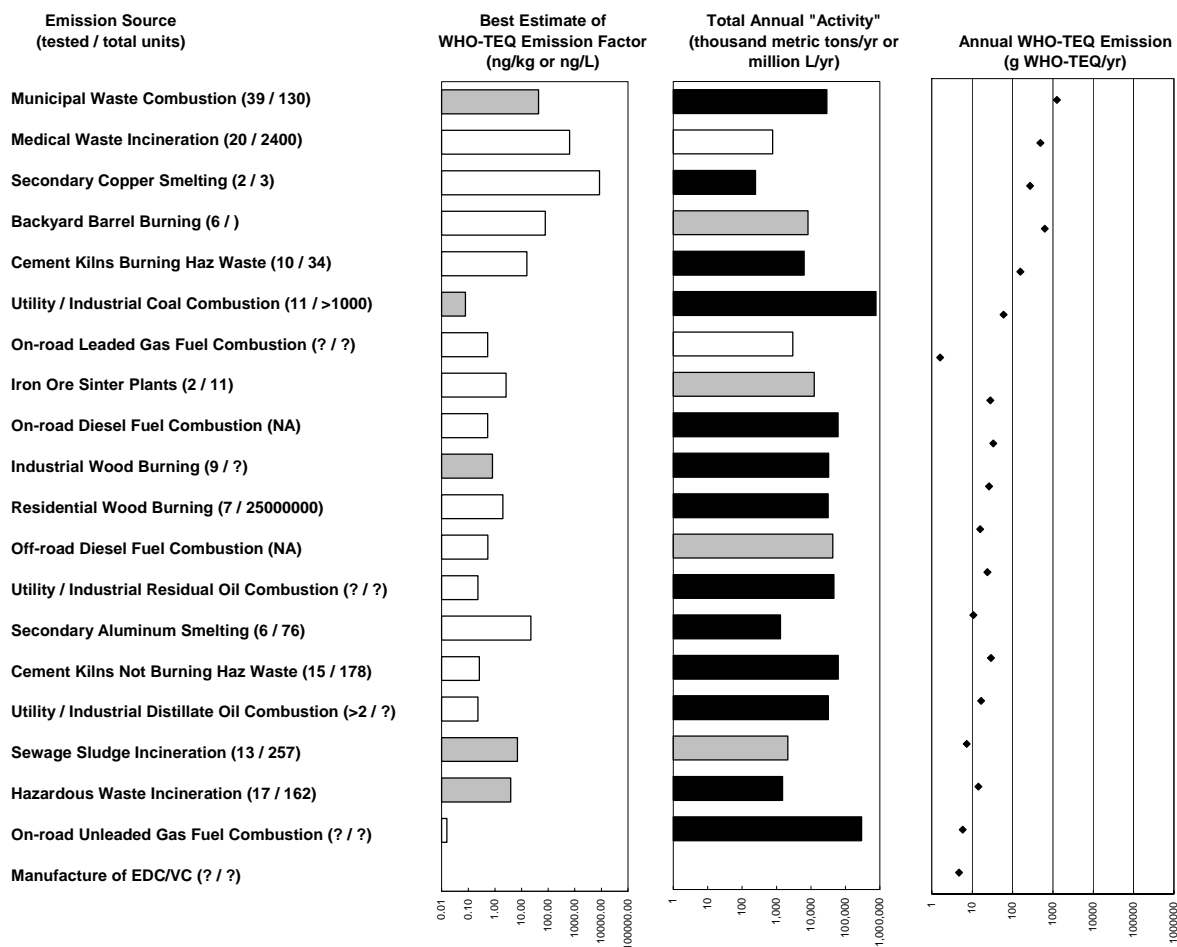 Emission Source
(tested / total units)
Best Estimate of
WHO-TEQ Emission Factor
(ng/kg or ng/L)
Total Annual "Activity"
(thousand metric tons/yr or
million L/yr)
Annual WHO-TEQ Emission
(g WHO-TEQ/yr)
Municipal Waste Combustion (39 / 130)
Medical Waste Incineration (20 / 2400)
Secondary Copper Smelting (2 / 3)
Backyard Barrel Burning (6 / )
Cement Kilns Burning Haz Waste (10 / 34)
Utility / Industrial Coal Combustion (11 / >1000)
On-road Leaded Gas Fuel Combustion (? / ?)
Iron Ore Sinter Plants (2 / 11)
On-road Diesel Fuel Combustion (NA)
Industrial Wood Burning (9 / ?)
Residential Wood Burning (7 / 25000000)
Off-road Diesel Fuel Combustion (NA)
Utility / Industrial Residual Oil Combustion (? / ?)
Secondary Aluminum Smelting (6 / 76)
Cement Kilns Not Burning Haz Waste (15 / 178)
Utility / Industrial Distillate Oil Combustion (>2 / ?)
Sewage Sludge Incineration (13 / 257)
Hazardous Waste Incineration (17 / 162)
On-road Unleaded Gas Fuel Combustion (? / ?)
Manufacture of EDC/VC (? / ?)
0.01
0.10
1.00
10.00
100.00
1000.00
10000.00
100000.00
1
10
100
1,000
10,000
100,000
1,000,000
1
10
100
1000
10000
100000
1000000